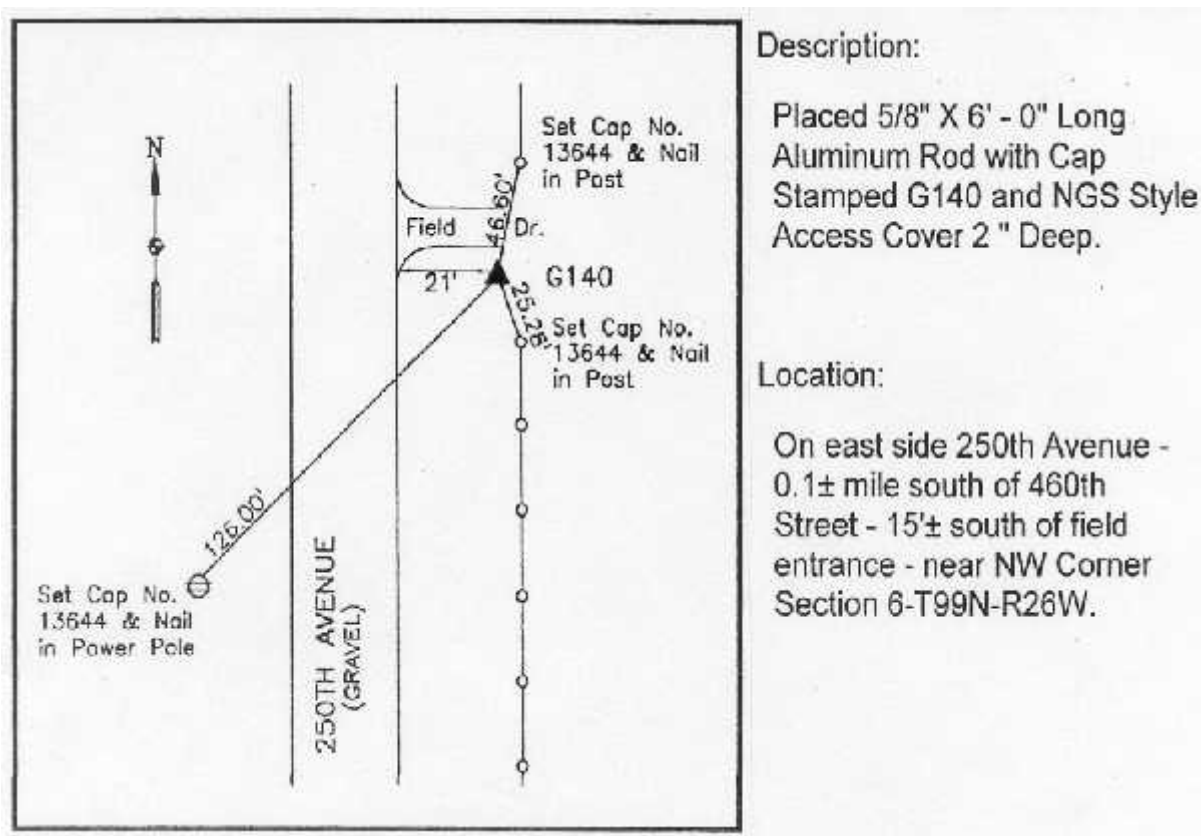 N
Set Cap No.
13644 & Nail
in Post
46.60'
Field Dr.
21'
G140
25.26'
Set Cap No.
13644 & Nail
in Post
126.00'
Set Cap No.
13644 & Nail
in Power Pole
250TH AVENUE
(GRAVEL)
Description:
Placed 5/8" X 6' - 0" Long
Aluminum Rod with Cap
Stamped G140 and NGS Style
Access Cover 2 " Deep.
Location:
On east side 250th Avenue -
0.1± mile south of 460th
Street - 15'± south of field
entrance - near NW Corner
Section 6-T99N-R26W.